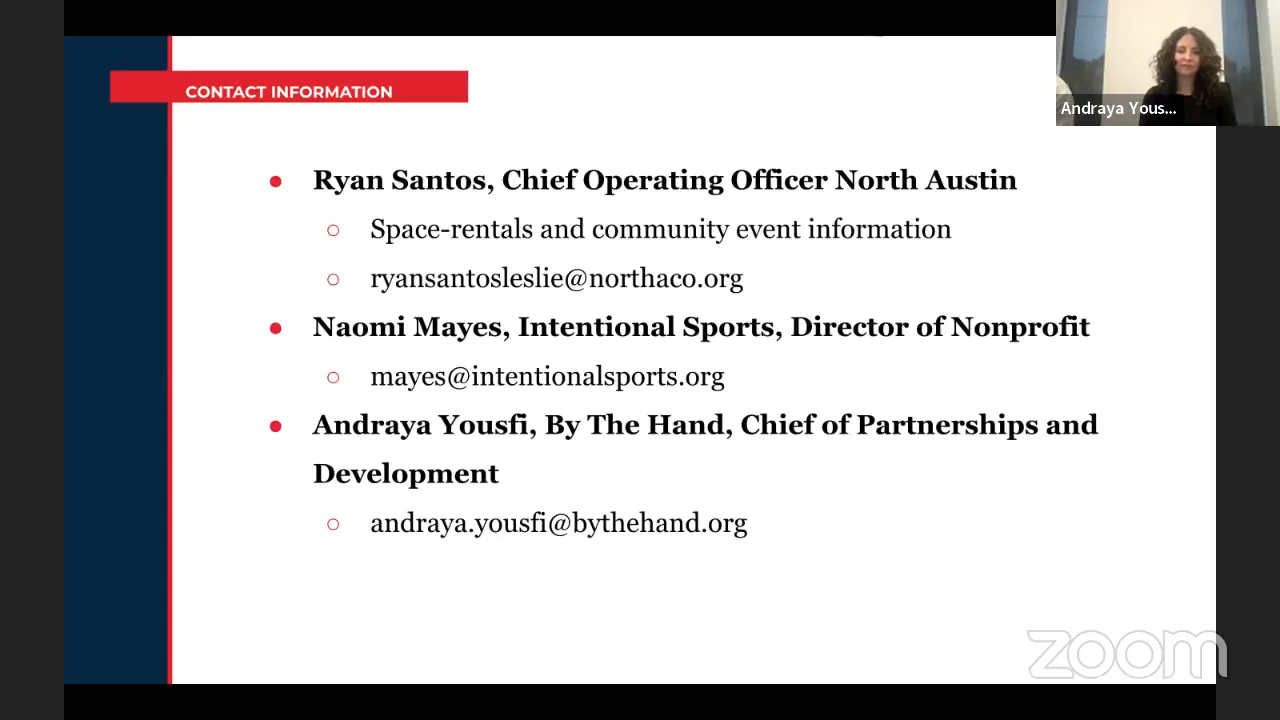 CONTACT INFORMATION
Andraya Yous...
● Ryan Santos, Chief Operating Officer North Austin
○ Space-rentals and community event information
○ ryansantosleslie@northaco.org
● Naomi Mayes, Intentional Sports, Director of Nonprofit
○ mayes@intentionalsports.org
● Andraya Yousfi, By The Hand, Chief of Partnerships and
Development
○ andraya.yousfi@bythehand.org
zoom